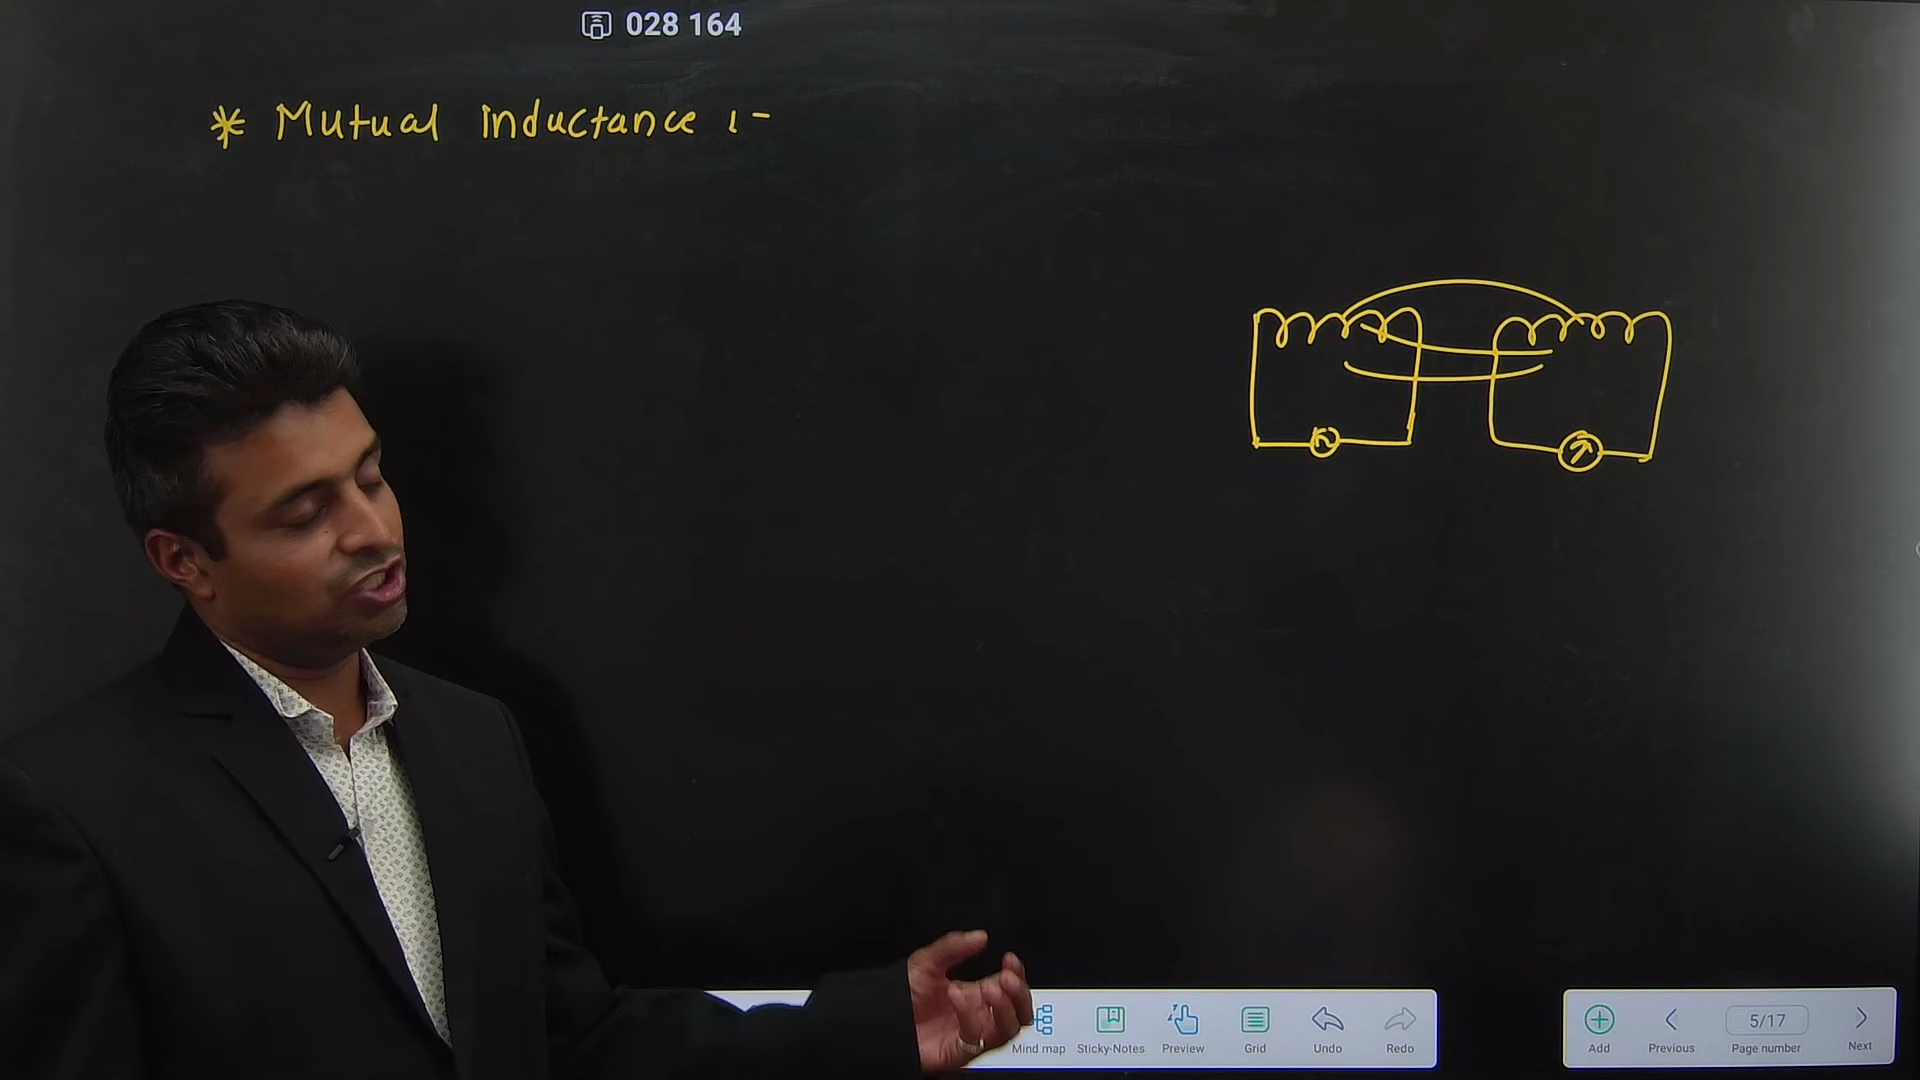 028 164
* Mutual inductance :-
Mind map Sticky-Notes Preview Grid Undo Redo Add Previous 5/17 Page number Next